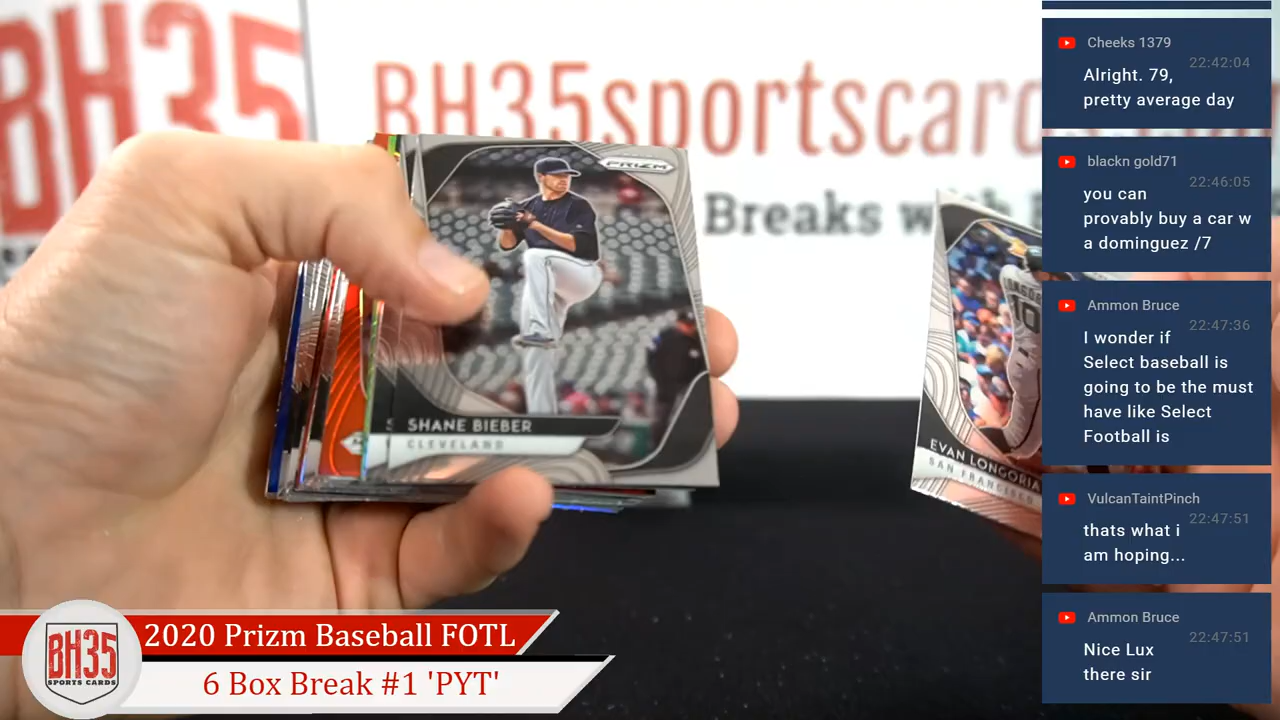 BH35
BH35sportscards.com
Breaks w
PRIZM
SHANE BIEBER
CLEVELAND
10
EVAN LONGORIA
SAN FRANCISCO
Cheeks 1379
22:42:04
Alright. 79,
pretty average day
blackn gold71
22:46:05
you can
provably buy a car w
a dominguez /7
Ammon Bruce
22:47:36
I wonder if
Select baseball is
going to be the must
have like Select
Football is
VulcanTaintPinch
22:47:51
thats what i
am hoping...
Ammon Bruce
22:47:51
Nice Lux
there sir
BH35
SPORTS CARDS
2020 Prizm Baseball FOTL
6 Box Break #1 'PYT'